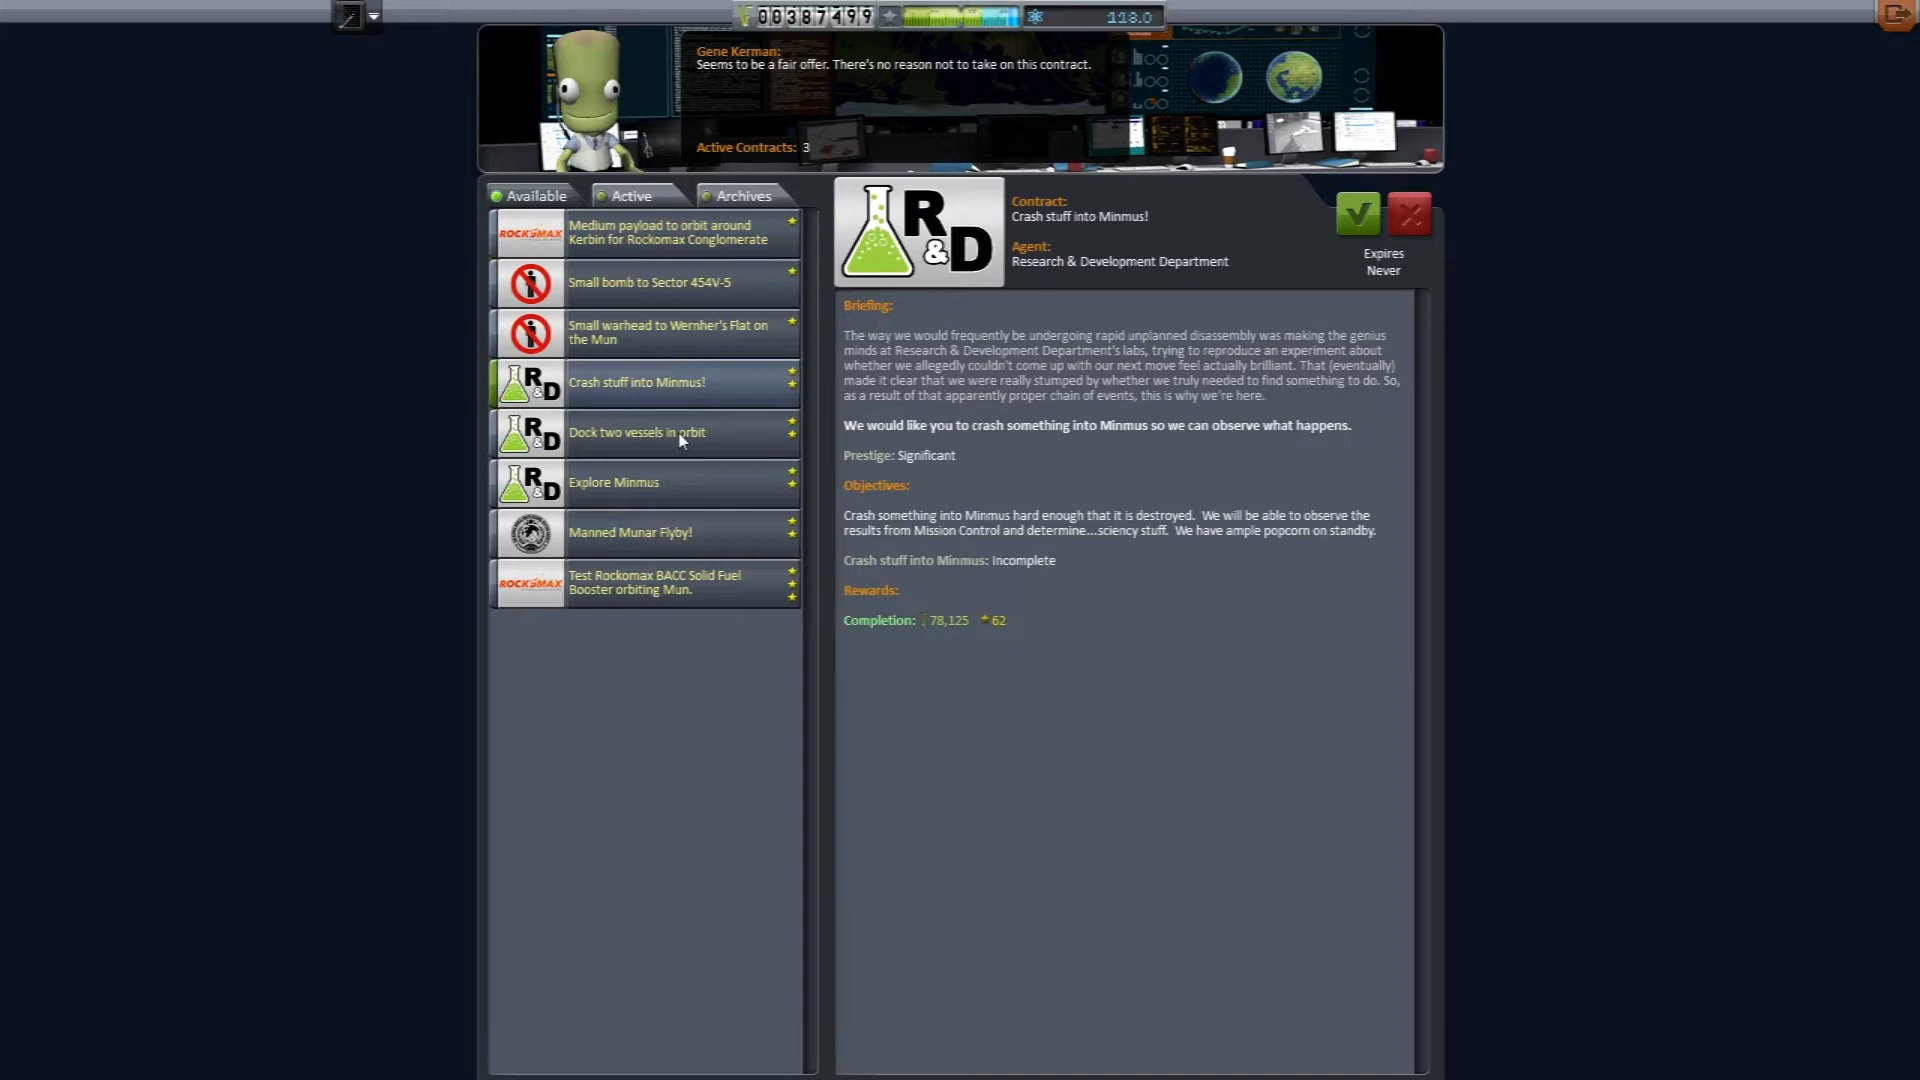 00387499
118.0
Gene Kerman:
Seems to be a fair offer. There's no reason not to take on this contract.
Active Contracts: 3
Available
Active
Archives
ROCKOMAX
Medium payload to orbit around
Kerbin for Rockomax Conglomerate
Small bomb to Sector 454V-5
Small warhead to Wernher's Flat on
the Mun
R&D
Crash stuff into Minmus!
R&D
Dock two vessels in orbit
R&D
Explore Minmus
Manned Munar Flyby!
ROCKOMAX
Test Rockomax BACC Solid Fuel
Booster orbiting Mun.
R
&D
Contract:
Crash stuff into Minmus!
Agent:
Research & Development Department
Expires
Never
Briefing:
The way we would frequently be undergoing rapid unplanned disassembly was making the genius
minds at Research & Development Department's labs, trying to reproduce an experiment about
whether we allegedly couldn't come up with our next move feel actually brilliant. That (eventually)
made it clear that we were really stumped by whether we truly needed to find something to do. So,
as a result of that apparently proper chain of events, this is why we're here.
We would like you to crash something into Minmus so we can observe what happens.
Prestige: Significant
Objectives:
Crash something into Minmus hard enough that it is destroyed. We will be able to observe the
results from Mission Control and determine...sciency stuff. We have ample popcorn on standby.
Crash stuff into Minmus: Incomplete
Rewards:
Completion: 78,125 62